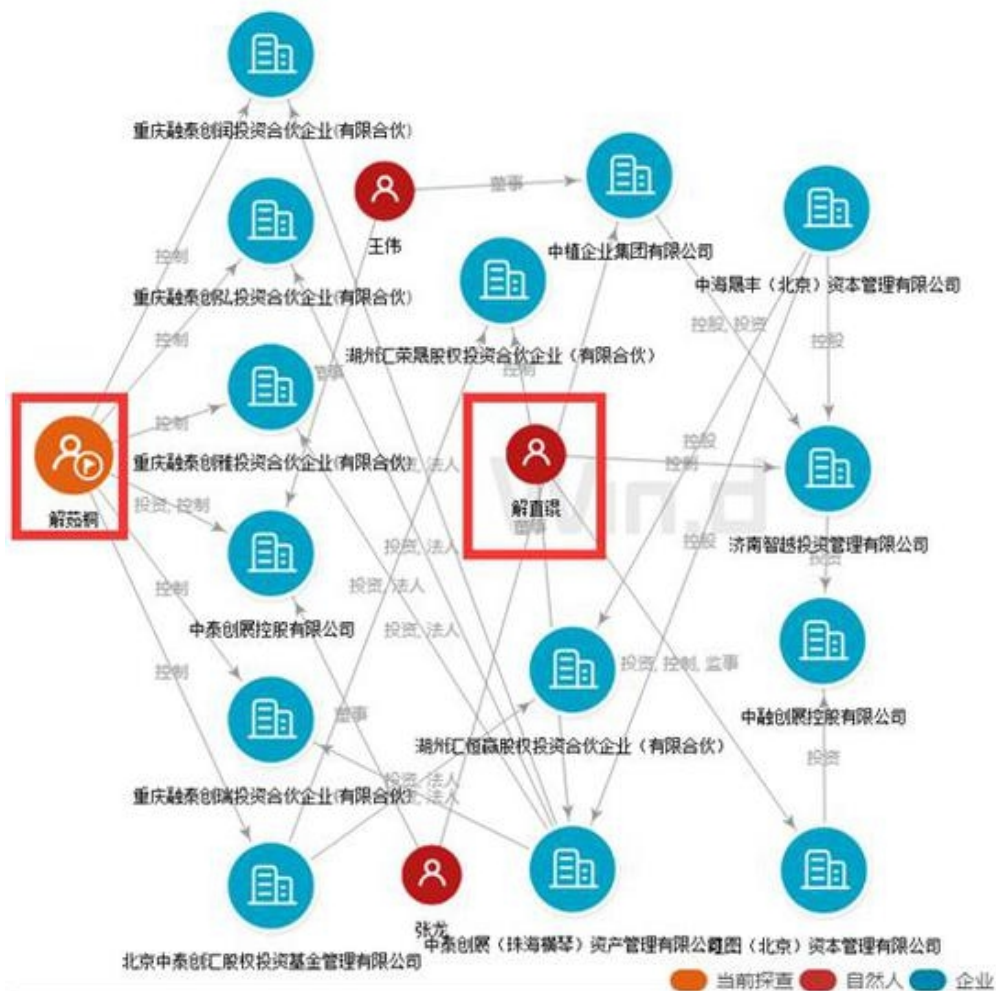 重庆融泰创润投资合伙企业(有限合伙)
董事
王伟
中植企业集团有限公司
控制
中海晟丰（北京）资本管理有限公司
重庆融泰创弘投资合伙企业(有限合伙)
控股, 投资
控股
控制
湖州汇荣晟股权投资合伙企业（有限合伙）
控制
控制
控股
重庆融泰创雅投资合伙企业(有限合伙)
法人
控制
投资, 控制
解茹桐
解直锟
董事
Win.d
控股
济南智越投资管理有限公司
投资, 法人
投资
控制
投资, 法人
中泰创展控股有限公司
投资, 法人
控制
投资, 控制, 监事
董事
中融创展控股有限公司
湖州汇恒赢股权投资合伙企业（有限合伙）
投资
投资, 法人
重庆融泰创瑞投资合伙企业(有限合伙)
法人
张龙
中泰创展（珠海横琴）资产管理有限公司
图（北京）资本管理有限公司
北京中泰创汇股权投资基金管理有限公司
当前探查
自然人
企业